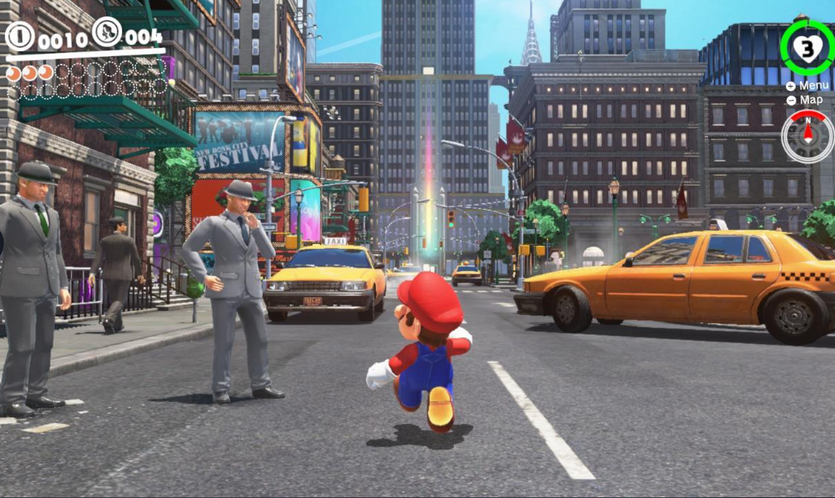 0010
004
3
+ Menu
- Map
N
FESTIVAL
TAXI